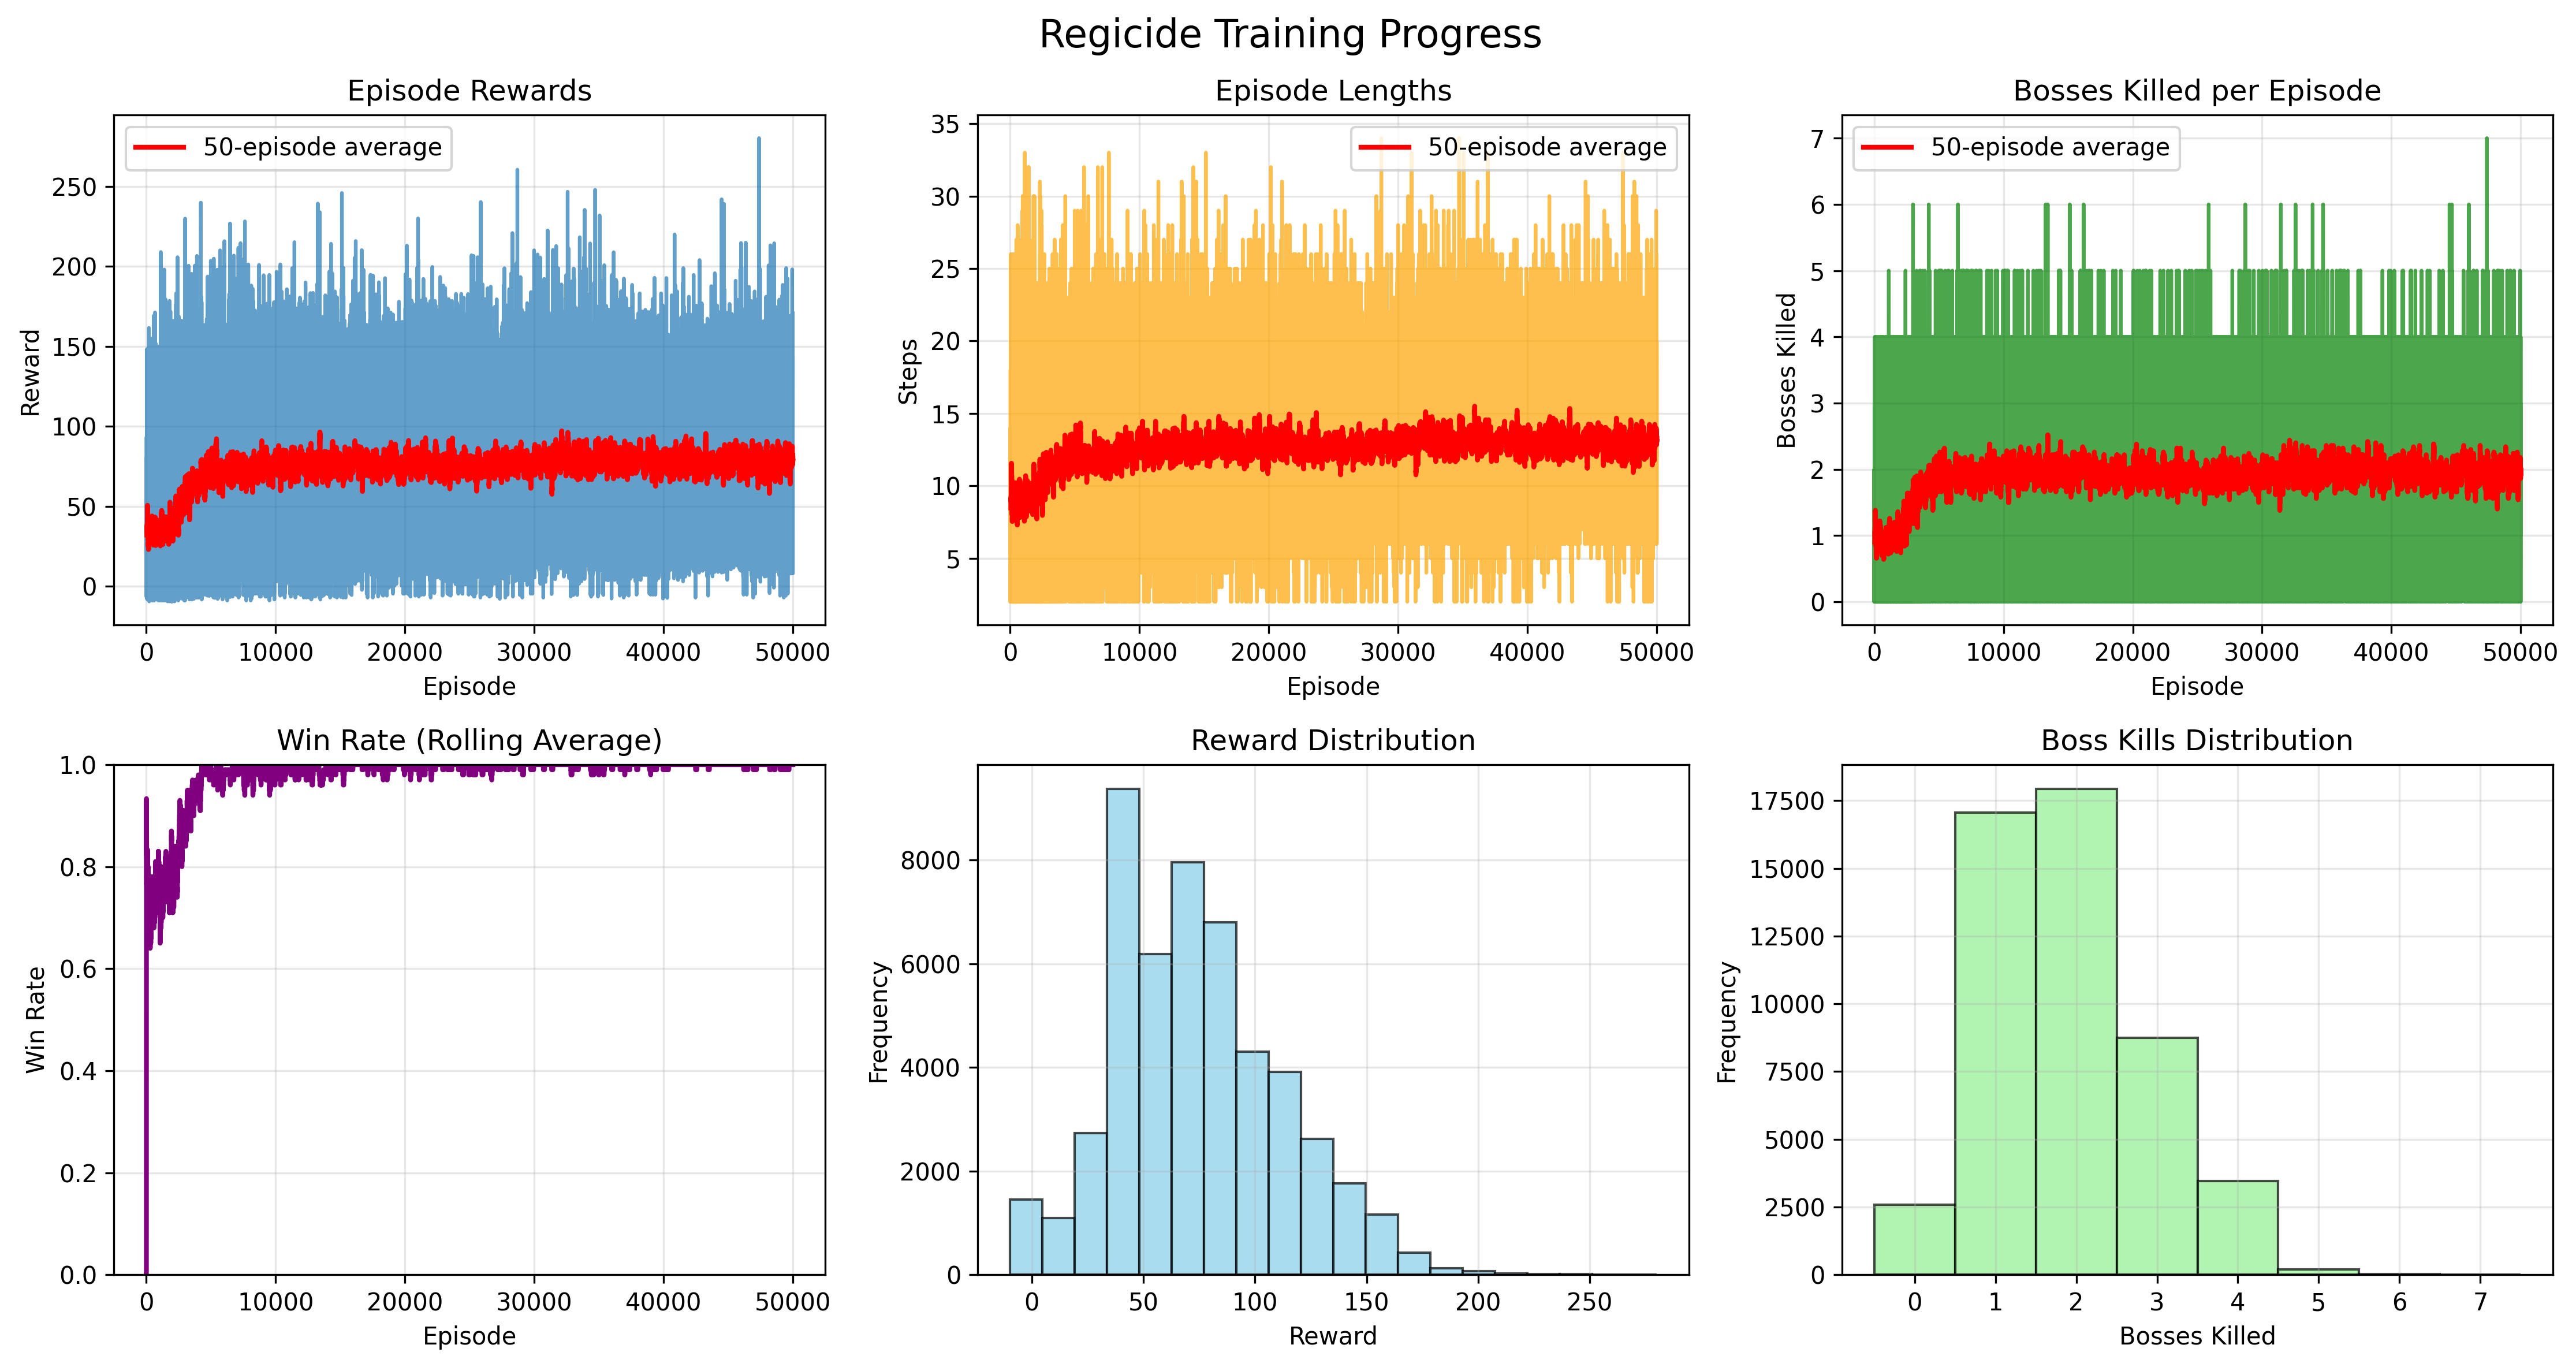 Regicide Training Progress
Episode Rewards
50-episode average
250
200
150
100
50
0
Reward
0 10000 20000 30000 40000 50000
Episode
Episode Lengths
50-episode average
35
30
25
20
15
10
5
Steps
0 10000 20000 30000 40000 50000
Episode
Bosses Killed per Episode
50-episode average
7
6
5
4
3
2
1
0
Bosses Killed
0 10000 20000 30000 40000 50000
Episode
Win Rate (Rolling Average)
1.0
0.8
0.6
0.4
0.2
0.0
Win Rate
0 10000 20000 30000 40000 50000
Episode
Reward Distribution
8000
6000
4000
2000
0
Frequency
0 50 100 150 200 250
Reward
Boss Kills Distribution
17500
15000
12500
10000
7500
5000
2500
0
Frequency
0 1 2 3 4 5 6 7
Bosses Killed